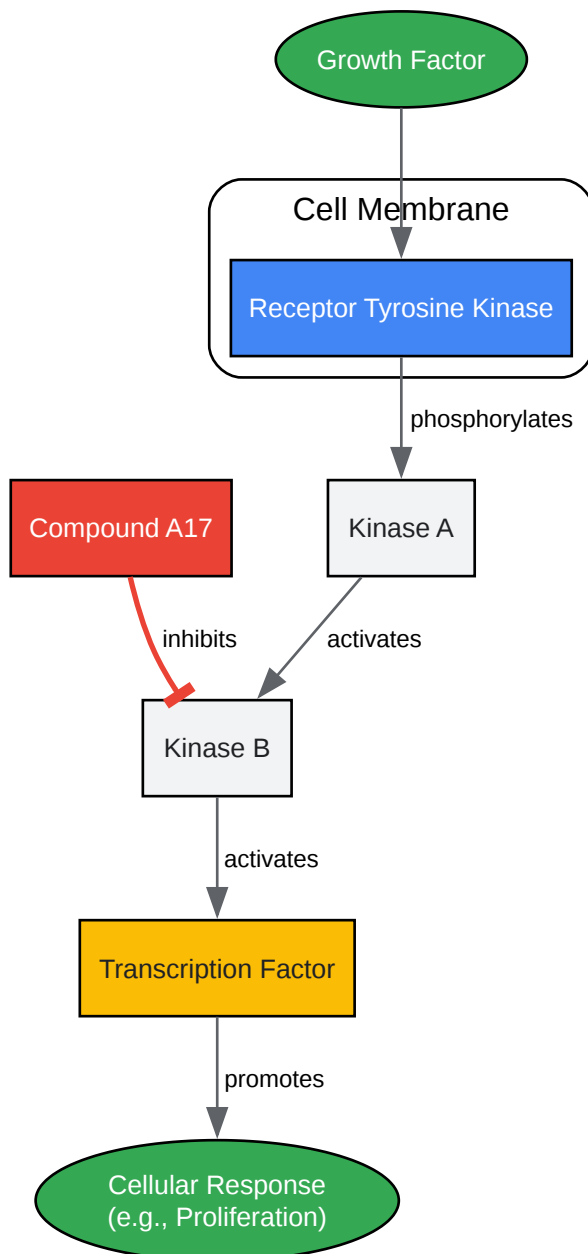 Growth Factor
Cell Membrane
Receptor Tyrosine Kinase
phosphorylates
Compound A17
Kinase A
inhibits
activates
Kinase B
activates
Transcription Factor
promotes
Cellular Response
(e.g., Proliferation)